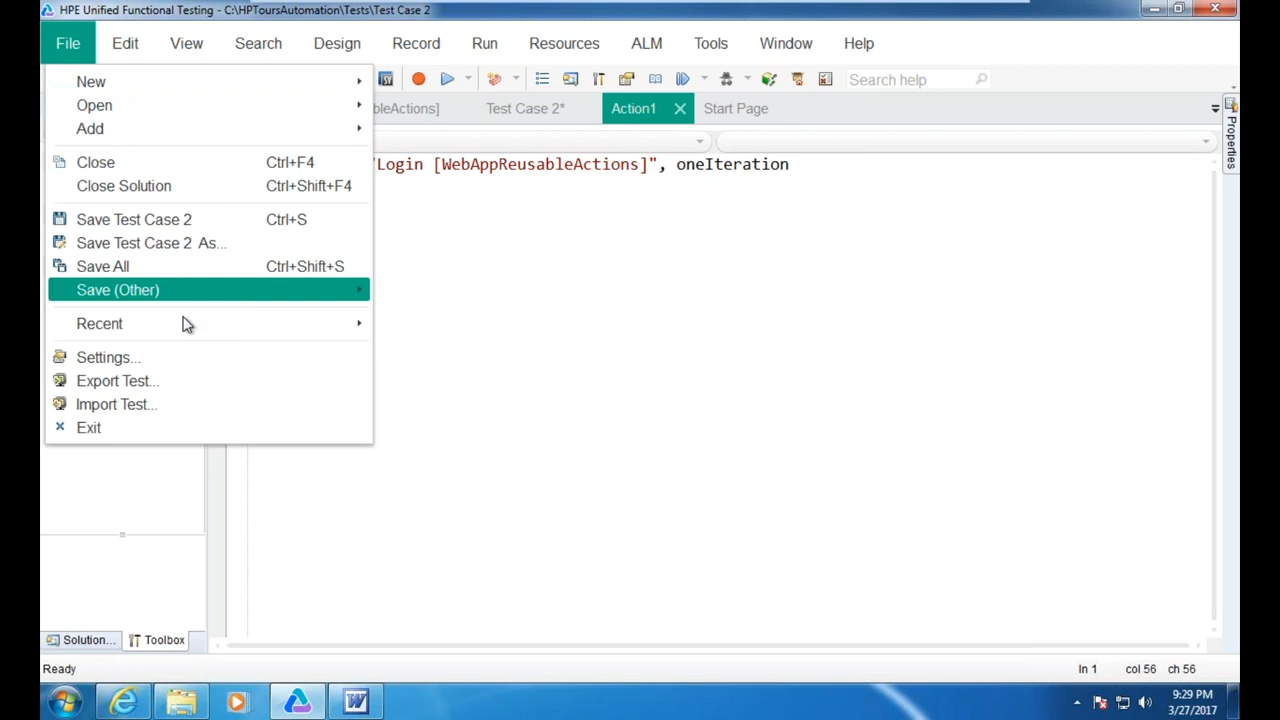 HPE Unified Functional Testing - C:\HPToursAutomation\Tests\Test Case 2
File Edit View Search Design Record Run Resources ALM Tools Window Help
Search help
bleActions] Test Case 2* Action1 Start Page
"Login [WebAppReusableActions]", oneIteration
New
Open
Add
Close Ctrl+F4
Close Solution Ctrl+Shift+F4
Save Test Case 2 Ctrl+S
Save Test Case 2 As...
Save All Ctrl+Shift+S
Save (Other)
Recent
Settings...
Export Test...
Import Test...
Exit
Properties
Solution... Toolbox
Ready ln 1 col 56 ch 56
9:29 PM
3/27/2017